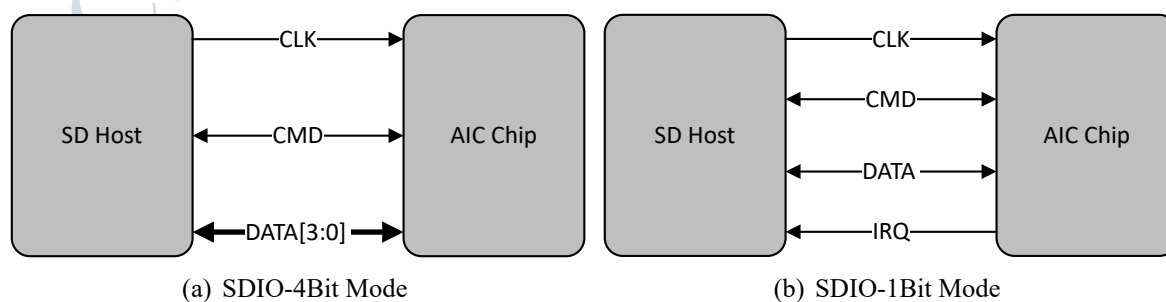 SD Host
CLK
CMD
DATA[3:0]
AIC Chip
(a) SDIO-4Bit Mode
SD Host
CLK
CMD
DATA
IRQ
AIC Chip
(b) SDIO-1Bit Mode